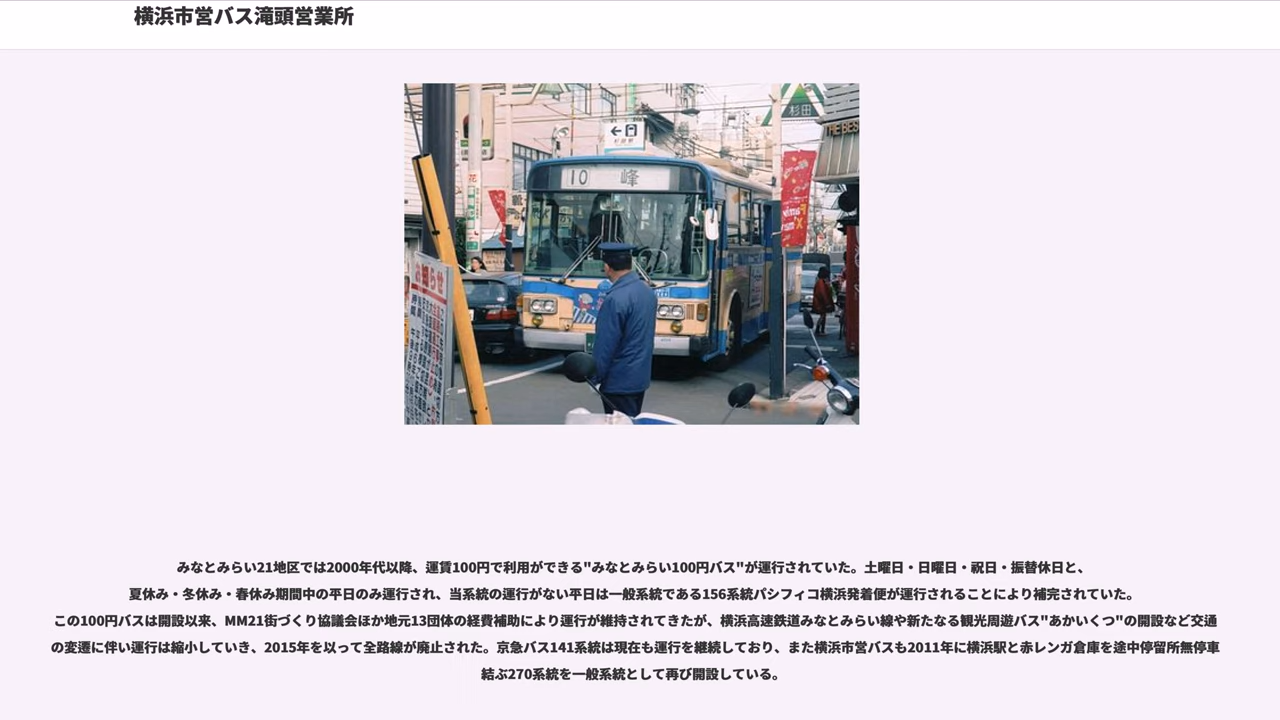 横浜市営バス滝頭営業所
杉田
THE BES
10 峰
花
お知らせ
みなとみらい21地区では2000年代以降、運賃100円で利用ができる"みなとみらい100円バス"が運行されていた。土曜日・日曜日・祝日・振替休日と、
夏休み・冬休み・春休み期間中の平日のみ運行され、当系統の運行がない平日は一般系統である156系統パシフィコ横浜発着便が運行されることにより補完されていた。
この100円バスは開設以来、MM21街づくり協議会ほか地元13団体の経費補助により運行が維持されてきたが、横浜高速鉄道みなとみらい線や新たなる観光周遊バス"あかいくつ"の開設など交通
の変遷に伴い運行は縮小していき、2015年を以って全路線が廃止された。京急バス141系統は現在も運行を継続しており、また横浜市営バスも2011年に横浜駅と赤レンガ倉庫を途中停留所無停車
結ぶ270系統を一般系統として再び開設している。